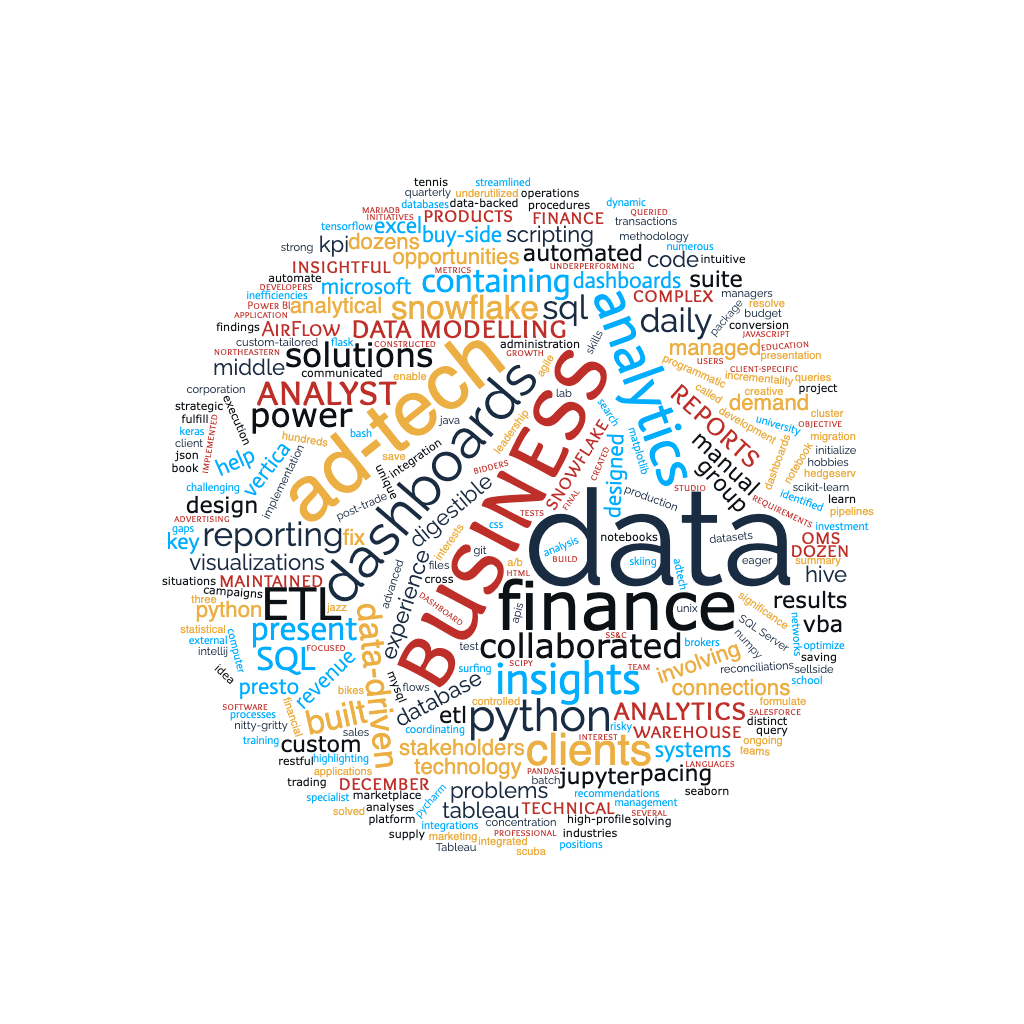 tennis
streamlined
quarterly
underutilized
operations
databases
data-backed
procedures
dynamic
MARIADB
INITIATIVES
PRODUCTS
FINANCE
QUERIED
transactions
tensorflow
excel
buy-side
scripting
methodology
strong
kpi
dozens
opportunities
automated
code
numerous
intuitive
INSIGHTFUL
METRICS
UNDERPERFORMING
automate
DEVELOPERS
microsoft
containing
dashboards
suite
inefficiencies
POWER BI
APPLICATION
analytical
snowflake
sql
analytics
COMPLEX
managers
resolve
package
budget
findings
AIRFLOW
DATA MODELLING
daily
conversion
JAVASCRIPT
custom-tailored
flask
CONSTRUCTED
administration
skills
NORTHEASTERN
solutions
GROWTH
managed
EDUCATION
presentation
middle
communicated
enable
ad-tech
agile
USERS
programmatic
CLIENT-SPECIFIC
incrementality
queries
corporation
ANALYST
dashboards
BUSINESS
lab
called
creative
project
strategic
execution
power
java
leadership
search
REPORTS
development
demand
cluster
fulfill
IMPLEMENTED
keras
hundreds
bash
SNOWFLAKE
matplotlib
university
OBJECTIVE
client
json
book
help
vertica
implementation
save
integration
unique
BIDDERS
CREATED
designed
manual
group
dashboards
notebook
migration
initialize
hobbies
hedgeserv
challenging
post-trade
digestible
FINAL
STUDIO
scikit-learn
design
production
REQUIREMENTS
identified
learn
pipelines
ADVERTISING
gaps
key
reporting
fix
interests
css
TESTS
data
notebooks
datasets
investment
OMS
DOZEN
visualizations
git
analysis
BUILD
eager
summary
situations
MAINTAINED
advanced
experience
files
cross
a/b
HTML
skiing
adtech
hive
campaigns
three
python
ETL
jazz
DASHBOARD
apis
finance
unix
significance
results
statistical
external
intellij
computer
present
FOCUSED
data-driven
test
collaborated
SS&C
brokers
SQL Server
numpy
networks
vba
optimize
saving
idea
SQL
revenue
mysql
surfing
SCIPY
TEAM
involving
reconciliations
sellside
school
presto
bikes
flows
database
insights
connections
formulate
SOFTWARE
processes
nitty-gritty
financial
built
sales
etl
controlled
python
ANALYTICS
SALESFORCE
distinct
query
training
custom
coordinating
INTEREST
risky
WAREHOUSE
ongoing
teams
restful
highlighting
stakeholders
clients
systems
applications
technology
PANDAS
LANGUAGES
trading
DECEMBER
batch
jupyter
pacing
seaborn
specialist
marketplace
pycharm
problems
recommendations
management
solved
analyses
tableau
TECHNICAL
SEVERAL
platform
integrations
concentration
high-profile
solving
supply
marketing
PROFESSIONAL
industries
Tableau
integrated
positions
scuba